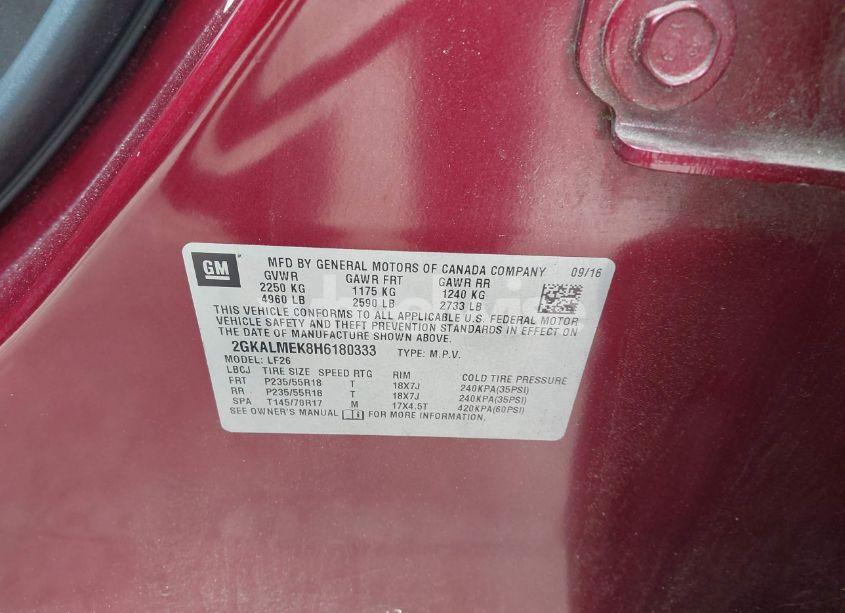 GM
MFD BY GENERAL MOTORS OF CANADA COMPANY 09/16
GVWR GAWR FRT GAWR RR
2250 KG 1175 KG 1240 KG
4960 LB 2590 LB 2733 LB
THIS VEHICLE CONFORMS TO ALL APPLICABLE U.S. FEDERAL MOTOR
VEHICLE SAFETY AND THEFT PREVENTION STANDARDS IN EFFECT ON
THE DATE OF MANUFACTURE SHOWN ABOVE.
2GKALMEK8H6180333 TYPE: M.P.V.
MODEL: LF26
LBCJ TIRE SIZE SPEED RTG RIM COLD TIRE PRESSURE
FRT P235/55R18 T 18X7J 240KPA(35PSI)
RR P235/55R18 T 18X7J 240KPA(35PSI)
SPA T145/70R17 M 17X4.5T 420KPA(60PSI)
SEE OWNER'S MANUAL FOR MORE INFORMATION.